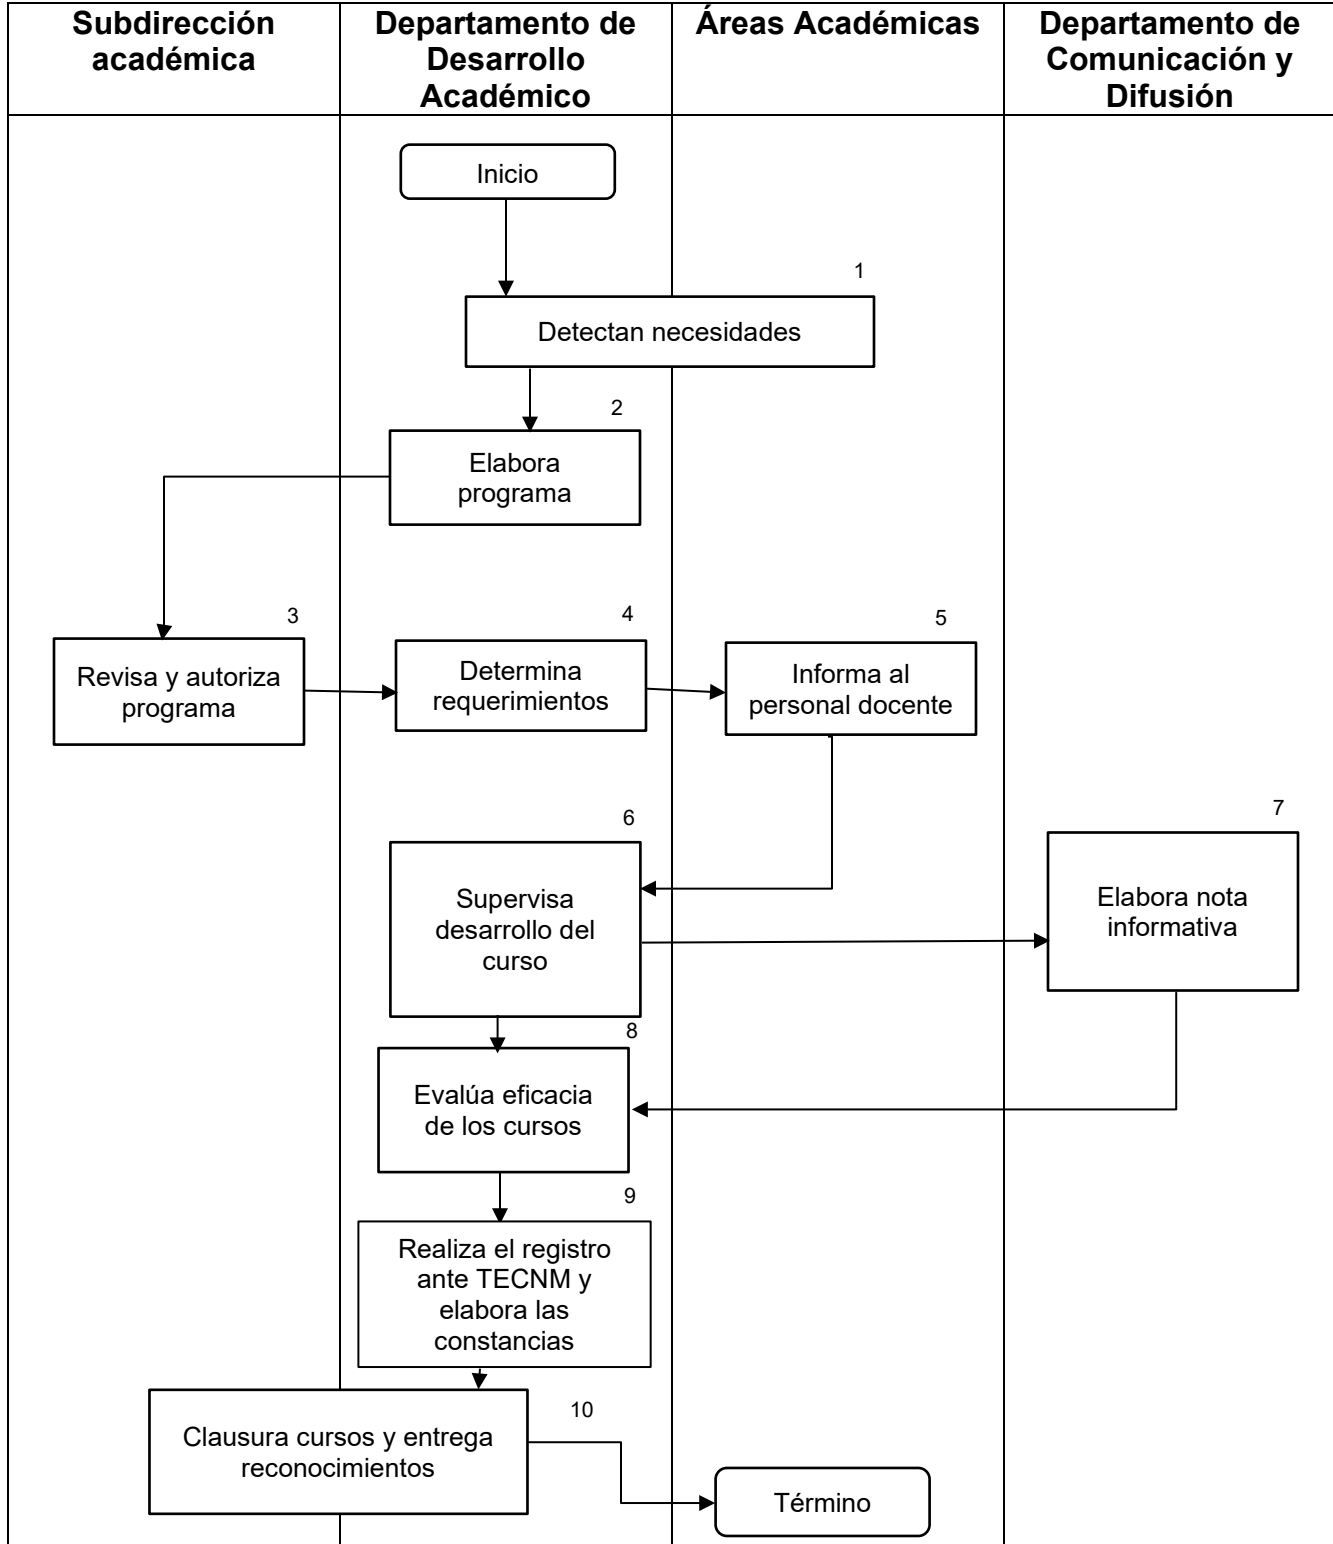 Subdirección
académica
Departamento de
Desarrollo
Académico
Áreas Académicas
Departamento de
Comunicación y
Difusión
Inicio
1
Detectan necesidades
2
Elabora
programa
3
Revisa y autoriza
programa
4
Determina
requerimientos
5
Informa al
personal docente
6
Supervisa
desarrollo del
curso
7
Elabora nota
informativa
8
Evalúa eficacia
de los cursos
9
Realiza el registro
ante TECNM y
elabora las
constancias
10
Clausura cursos y entrega
reconocimientos
Término